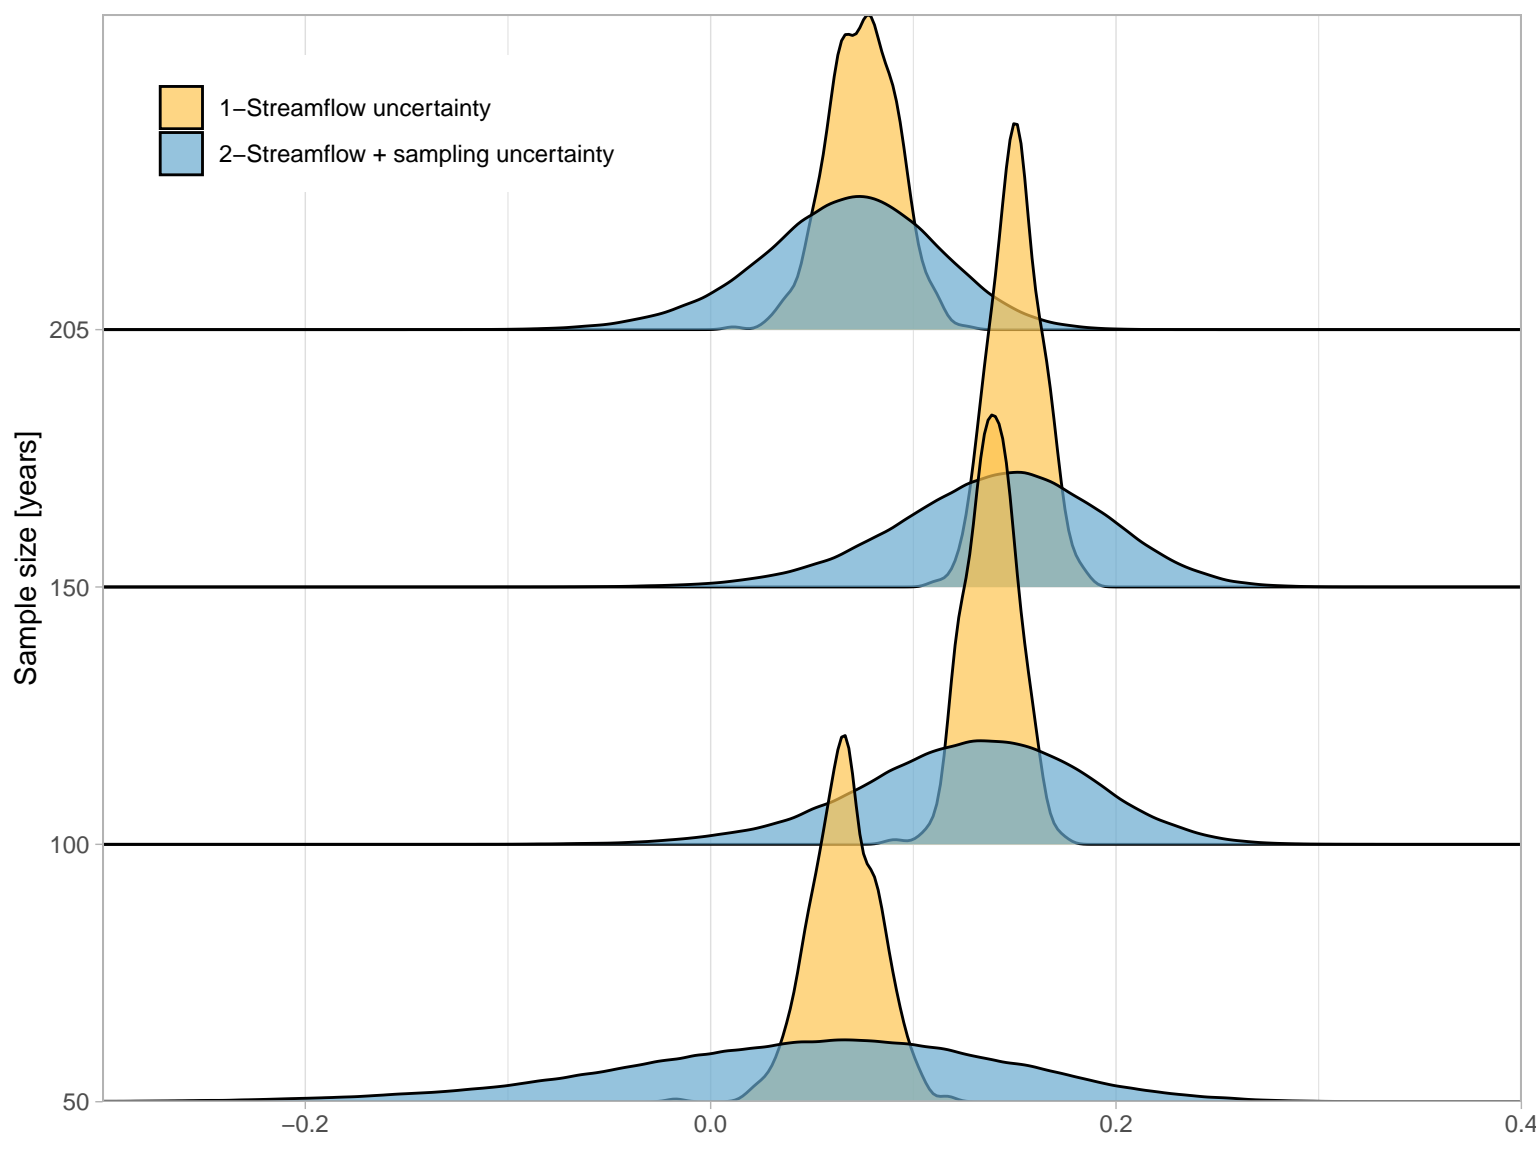 1–Streamflow uncertainty
2–Streamflow + sampling uncertainty
Sample size [years]
205
150
100
50
–0.2 0.0 0.2 0.4